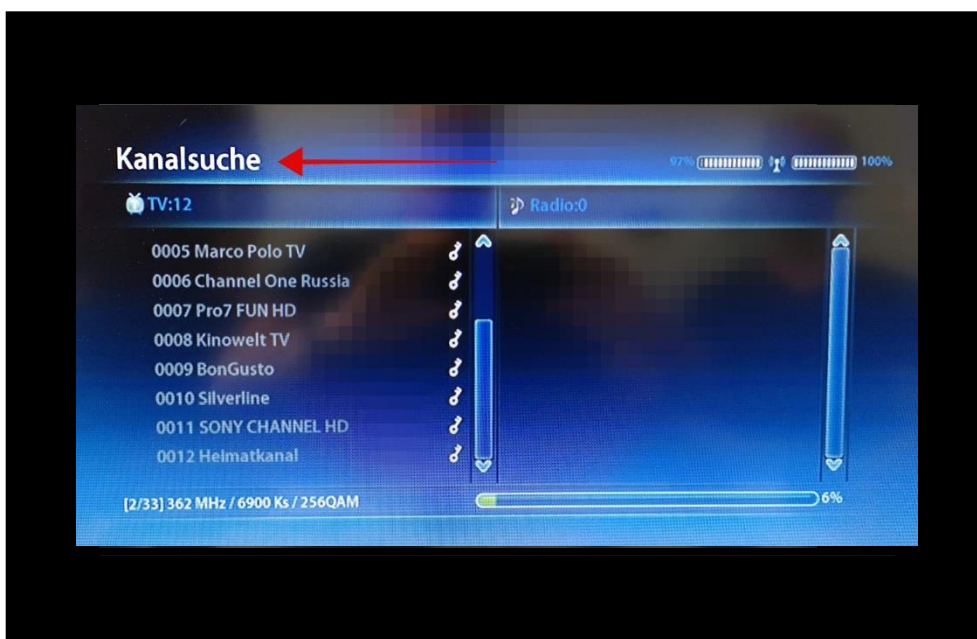 Kanalsuche
97% 100%
TV:12
Radio:0
0005 Marco Polo TV
0006 Channel One Russia
0007 Pro7 FUN HD
0008 Kinowelt TV
0009 BonGusto
0010 Silverline
0011 SONY CHANNEL HD
0012 Heimatkanal
[2/33] 362 MHz / 6900 Ks / 256QAM
6%